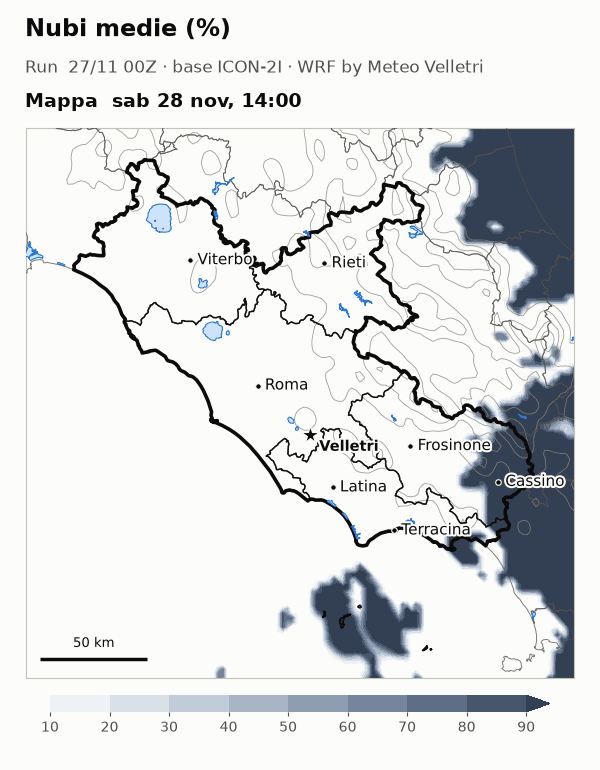 Nubi medie (%)
Run  27/11 00Z · base ICON-2I · WRF by Meteo Velletri
Mappa  sab 28 nov, 14:00
Viterbo
Rieti
Roma
Velletri
Frosinone
Cassino
Latina
Terracina
50 km
10 20 30 40 50 60 70 80 90